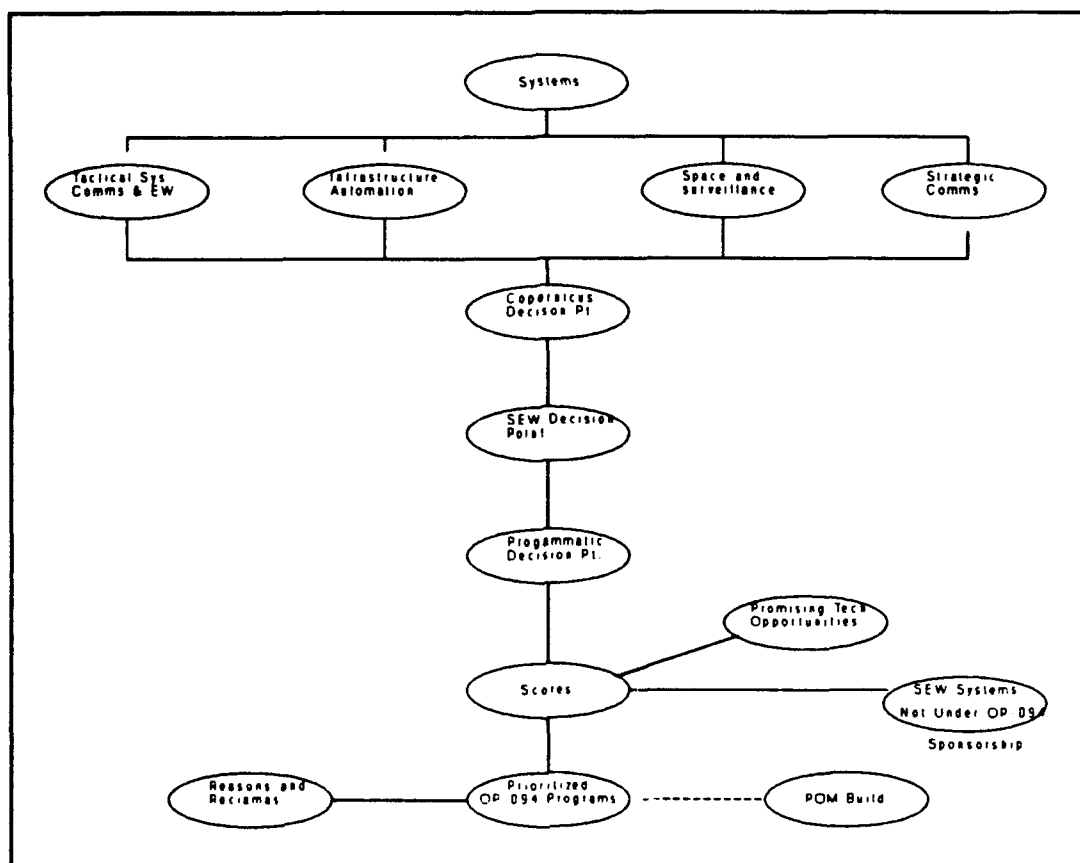 Systems
Tactical Sys
Comms & EW
Infrastructure
Automation
Space and
surveillance
Strategic
Comms
Copernicus
Decison Pt
SEW Decision
Point
Progammatic
Decision Pt.
Promising Tech
Opportunities
Scores
SEW Systems
Not Under OP-094
Sponsorship
Reasons and
Reclamas
Prioritized
OP 094 Programs
POM Build